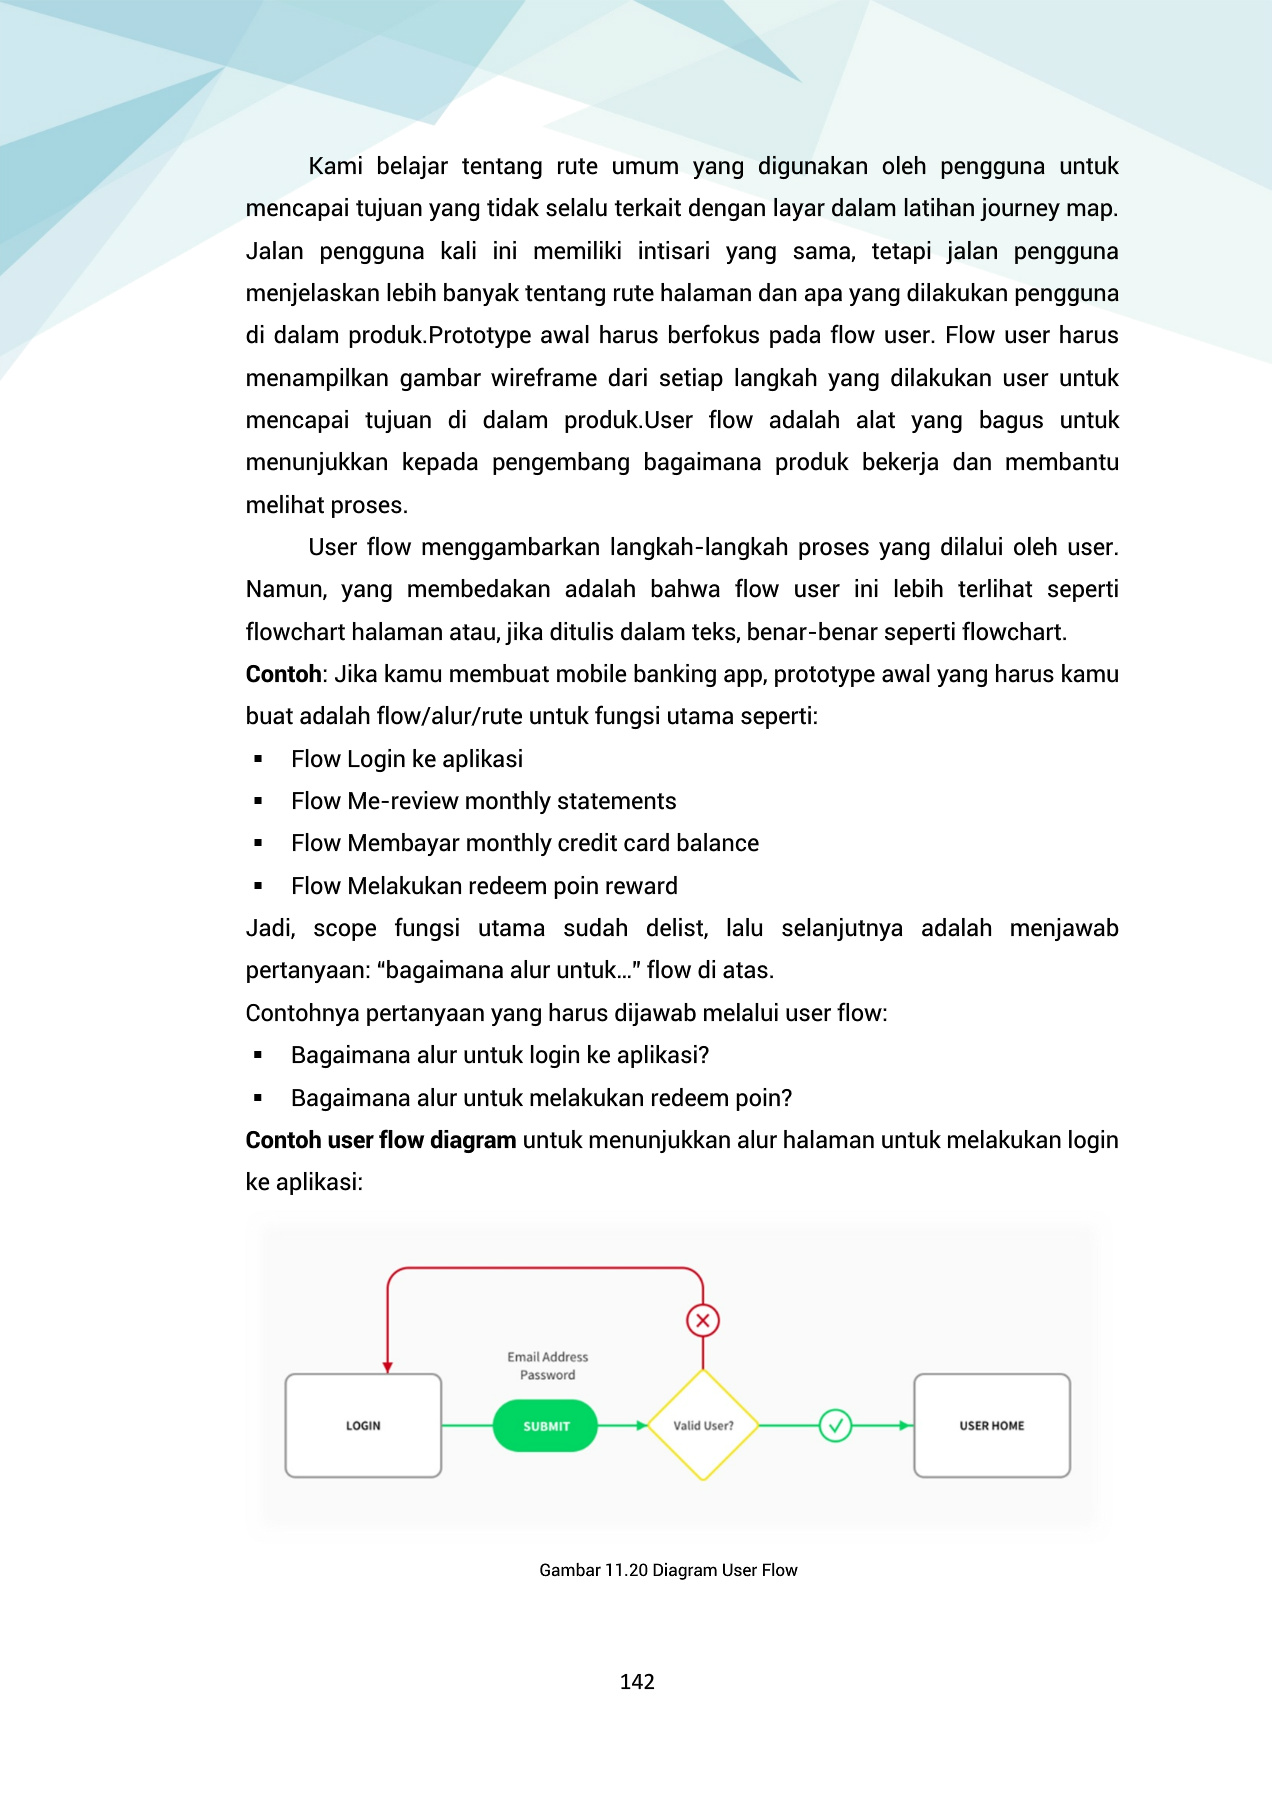 Kami belajar tentang rute umum yang digunakan oleh pengguna untuk
mencapai tujuan yang tidak selalu terkait dengan layar dalam latihan journey map.
Jalan pengguna kali ini memiliki intisari yang sama, tetapi jalan pengguna
menjelaskan lebih banyak tentang rute halaman dan apa yang dilakukan pengguna
di dalam produk.Prototype awal harus berfokus pada flow user. Flow user harus
menampilkan gambar wireframe dari setiap langkah yang dilakukan user untuk
mencapai tujuan di dalam produk.User flow adalah alat yang bagus untuk
menunjukkan kepada pengembang bagaimana produk bekerja dan membantu
melihat proses.
User flow menggambarkan langkah-langkah proses yang dilalui oleh user.
Namun, yang membedakan adalah bahwa flow user ini lebih terlihat seperti
flowchart halaman atau, jika ditulis dalam teks, benar-benar seperti flowchart.
Contoh: Jika kamu membuat mobile banking app, prototype awal yang harus kamu
buat adalah flow/alur/rute untuk fungsi utama seperti:
▪ Flow Login ke aplikasi
▪ Flow Me-review monthly statements
▪ Flow Membayar monthly credit card balance
▪ Flow Melakukan redeem poin reward
Jadi, scope fungsi utama sudah delist, lalu selanjutnya adalah menjawab
pertanyaan: “bagaimana alur untuk…” flow di atas.
Contohnya pertanyaan yang harus dijawab melalui user flow:
▪ Bagaimana alur untuk login ke aplikasi?
▪ Bagaimana alur untuk melakukan redeem poin?
Contoh user flow diagram untuk menunjukkan alur halaman untuk melakukan login
ke aplikasi:
Email Address
Password
LOGIN
SUBMIT
Valid User?
USER HOME
Gambar 11.20 Diagram User Flow
142